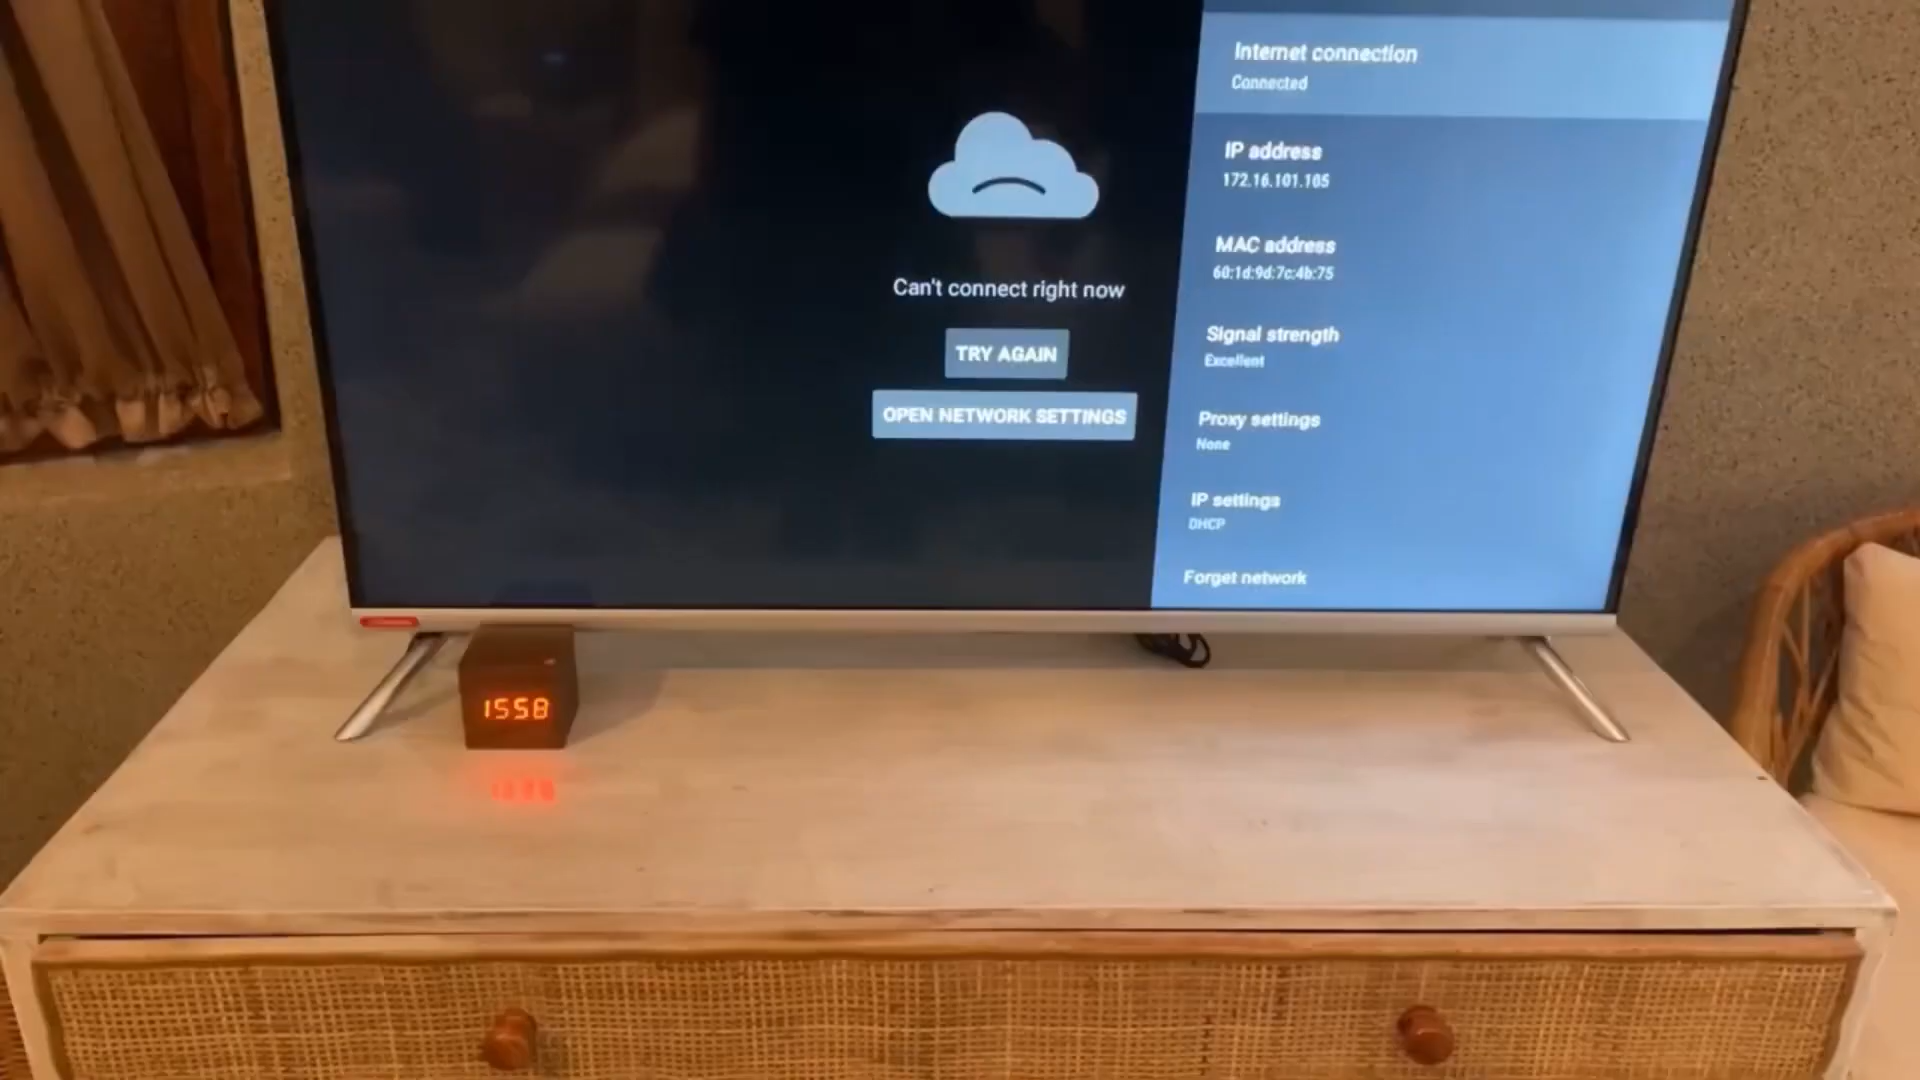 Can't connect right now
TRY AGAIN
OPEN NETWORK SETTINGS
Internet connection
Connected
IP address
172.16.101.105
MAC address
60:1d:9d:7c:4b:75
Signal strength
Excellent
Proxy settings
None
IP settings
DHCP
Forget network
1558